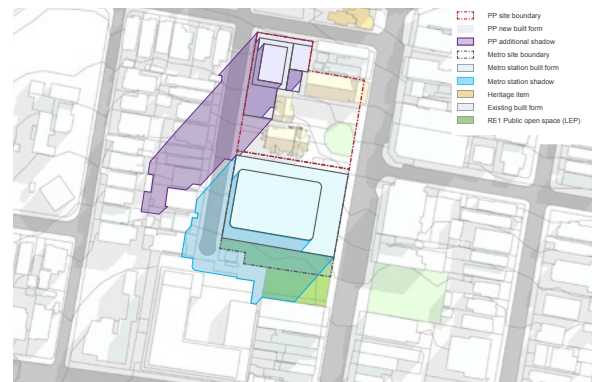 PP site boundary
PP new built form
PP additional shadow
Metro site boundary
Metro station built form
Metro station shadow
Heritage item
Existing built form
RE1 Public open space (LEP)